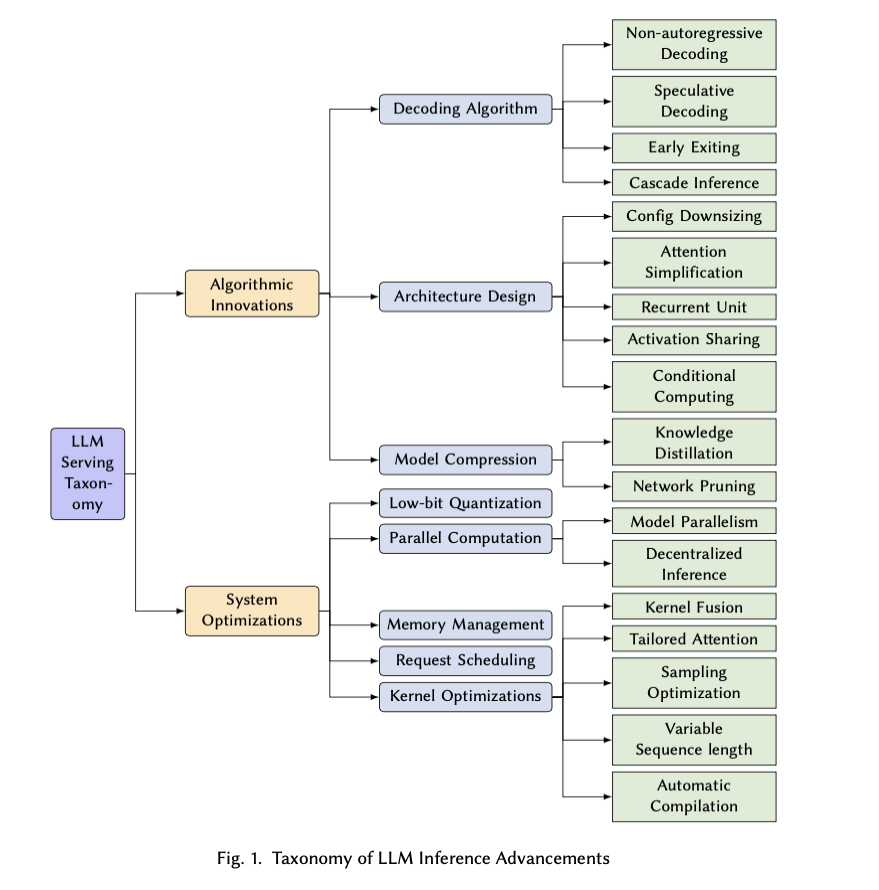 LLM
Serving
Taxon-
omy
Algorithmic
Innovations
System
Optimizations
Decoding Algorithm
Architecture Design
Model Compression
Low-bit Quantization
Parallel Computation
Memory Management
Request Scheduling
Kernel Optimizations
Non-autoregressive
Decoding
Speculative
Decoding
Early Exiting
Cascade Inference
Config Downsizing
Attention
Simplification
Recurrent Unit
Activation Sharing
Conditional
Computing
Knowledge
Distillation
Network Pruning
Model Parallelism
Decentralized
Inference
Kernel Fusion
Tailored Attention
Sampling
Optimization
Variable
Sequence length
Automatic
Compilation
Fig. 1. Taxonomy of LLM Inference Advancements